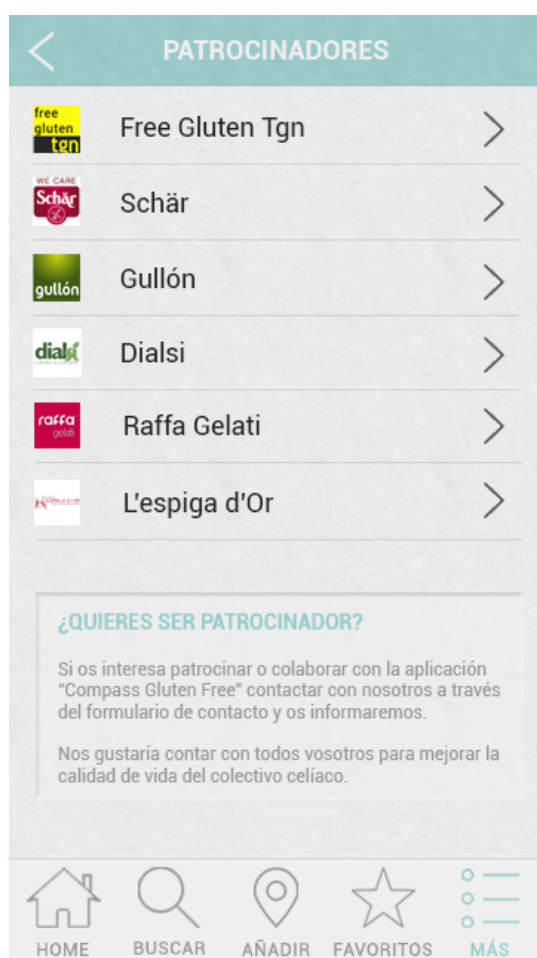 PATROCINADORES
free
gluten
tgn
Free Gluten Tgn
WE CARE
Schär
Schär
gullón
Gullón
dialsi
Dialsi
raffa
gelati
Raffa Gelati
L'espiga d'Or
¿QUIERES SER PATROCINADOR?
Si os interesa patrocinar o colaborar con la aplicación
“Compass Gluten Free” contactar con nosotros a través
del formulario de contacto y os informaremos.
Nos gustaría contar con todos vosotros para mejorar la
calidad de vida del colectivo celíaco.
HOME BUSCAR AÑADIR FAVORITOS MÁS